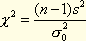 χ² = (n−1)s² / σ₀²